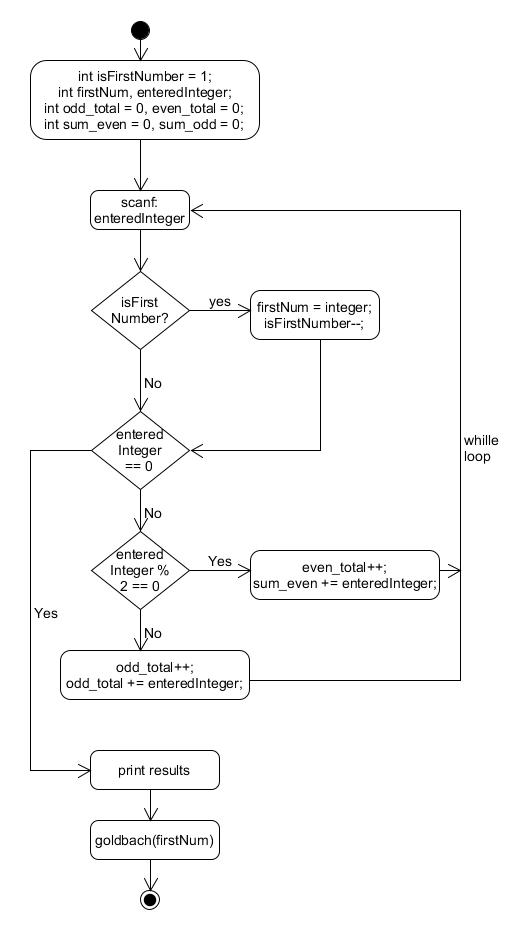 int isFirstNumber = 1;
int firstNum, enteredInteger;
int odd_total = 0, even_total = 0;
int sum_even = 0, sum_odd = 0;
scanf:
enteredInteger
isFirst
Number?
yes
firstNum = integer;
isFirstNumber--;
No
entered
Integer
== 0
whille
loop
No
entered
Integer %
2 == 0
Yes
even_total++;
sum_even += enteredInteger;
Yes
No
odd_total++;
odd_total += enteredInteger;
print results
goldbach(firstNum)